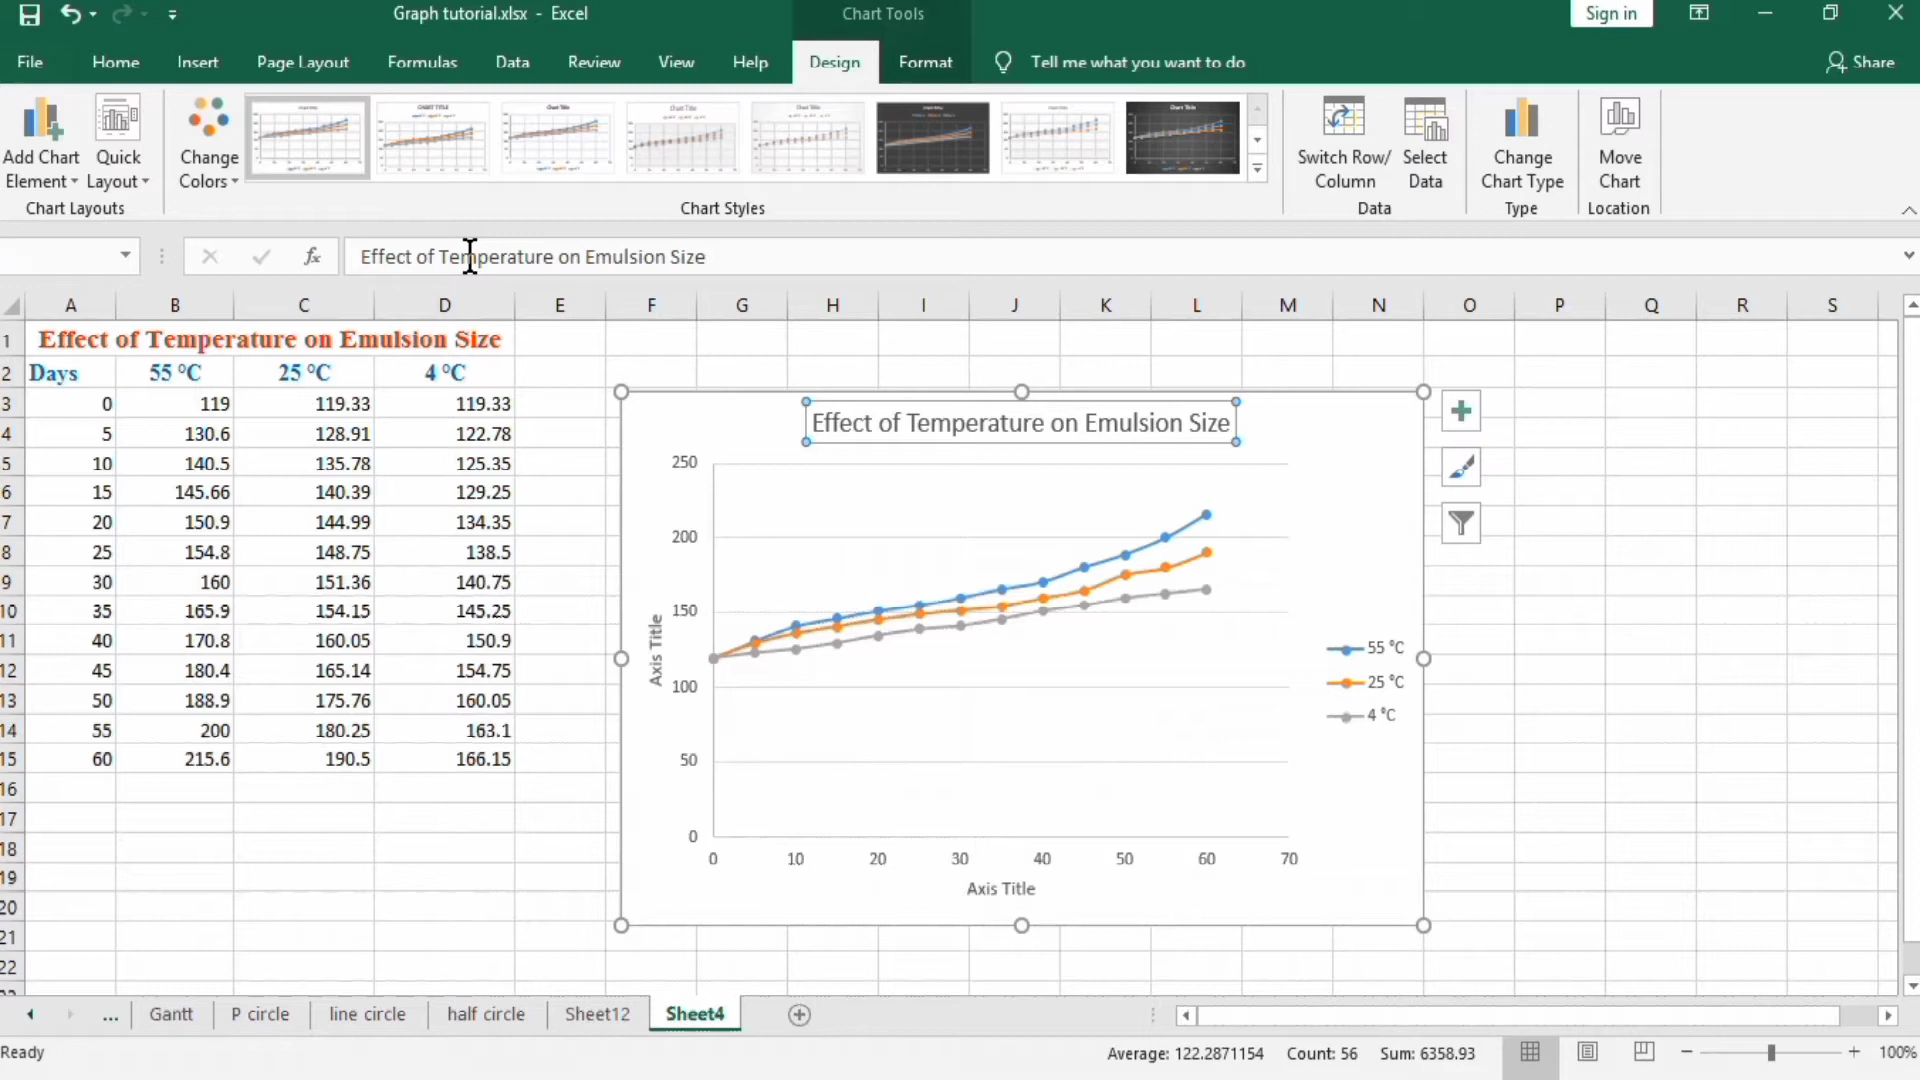 Graph tutorial.xlsx - Excel
Chart Tools
Sign in
File Home Insert Page Layout Formulas Data Review View Help Design Format Tell me what you want to do Share
Add Chart Element
Quick Layout
Chart Layouts
Change Colors
Chart Styles
Switch Row/ Column
Select Data
Data
Change Chart Type
Type
Move Chart
Location
fx Effect of Temperature on Emulsion Size
A B C D E F G H I J K L M N O P Q R S
1 Effect of Temperature on Emulsion Size
2 Days 55 °C 25 °C 4 °C
3 0 119 119.33 119.33
4 5 130.6 128.91 122.78
5 10 140.5 135.78 125.35
6 15 145.66 140.39 129.25
7 20 150.9 144.99 134.35
8 25 154.8 148.75 138.5
9 30 160 151.36 140.75
10 35 165.9 154.15 145.25
11 40 170.8 160.05 150.9
12 45 180.4 165.14 154.75
13 50 188.9 175.76 160.05
14 55 200 180.25 163.1
15 60 215.6 190.5 166.15
16
17
18
19
20
21
22
Effect of Temperature on Emulsion Size
250
200
150
100
50
0
Axis Title
0 10 20 30 40 50 60 70
Axis Title
55 °C
25 °C
4 °C
... Gantt P circle line circle half circle Sheet12 Sheet4
Ready
Average: 122.2871154 Count: 56 Sum: 6358.93
100%